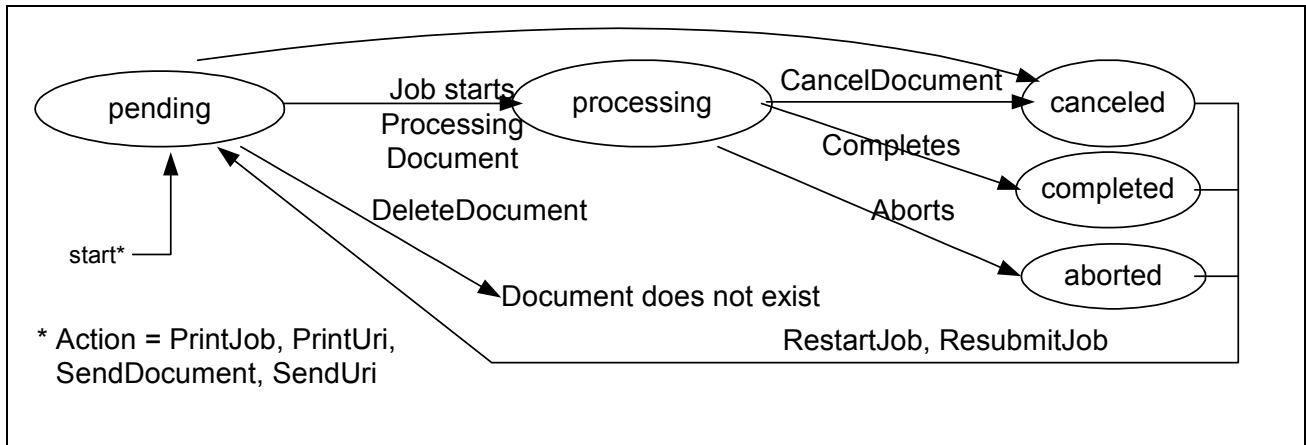 pending
Job starts
Processing
Document
processing
CancelDocument
canceled
Completes
completed
DeleteDocument
Aborts
start*
aborted
Document does not exist
* Action = PrintJob, PrintUri,
SendDocument, SendUri
RestartJob, ResubmitJob